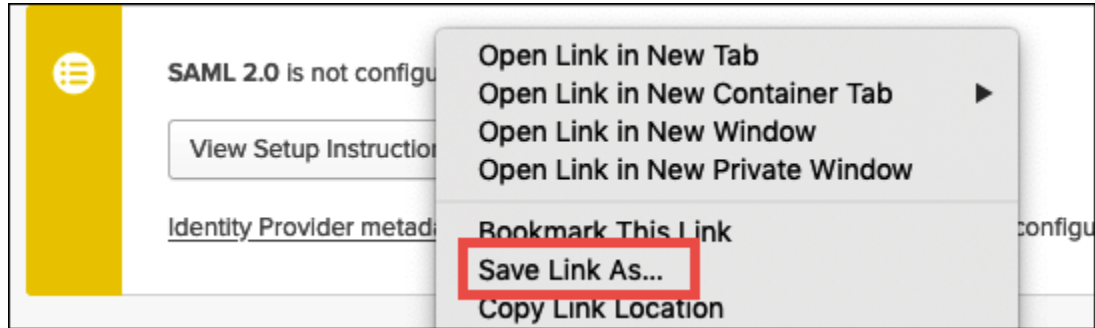 SAML 2.0 is not configu
View Setup Instruction
Identity Provider metada
configu
Open Link in New Tab
Open Link in New Container Tab
Open Link in New Window
Open Link in New Private Window
Bookmark This Link
Save Link As...
Copy Link Location